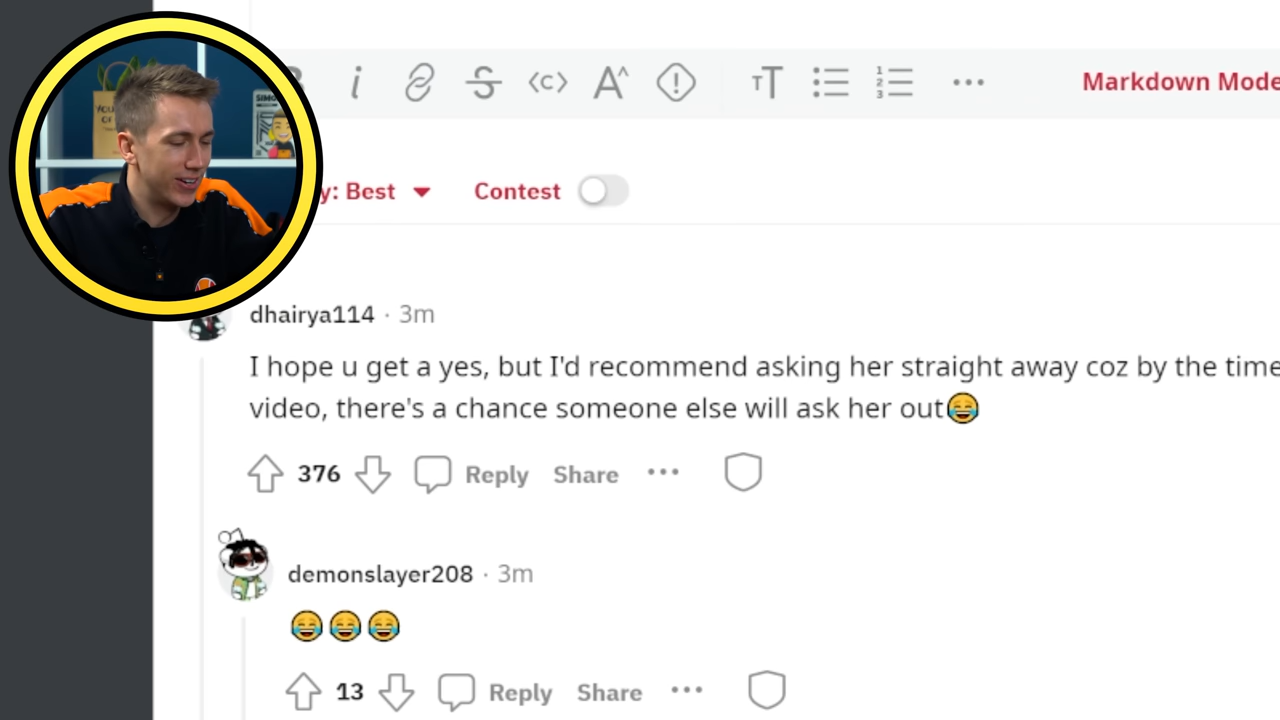 B i S <c> A^ TT ... Markdown Mode
y: Best Contest
dhairya114 · 3m
I hope u get a yes, but I'd recommend asking her straight away coz by the time
video, there's a chance someone else will ask her out😂
376 Reply Share ...
demonslayer208 · 3m
😂😂😂
13 Reply Share ...